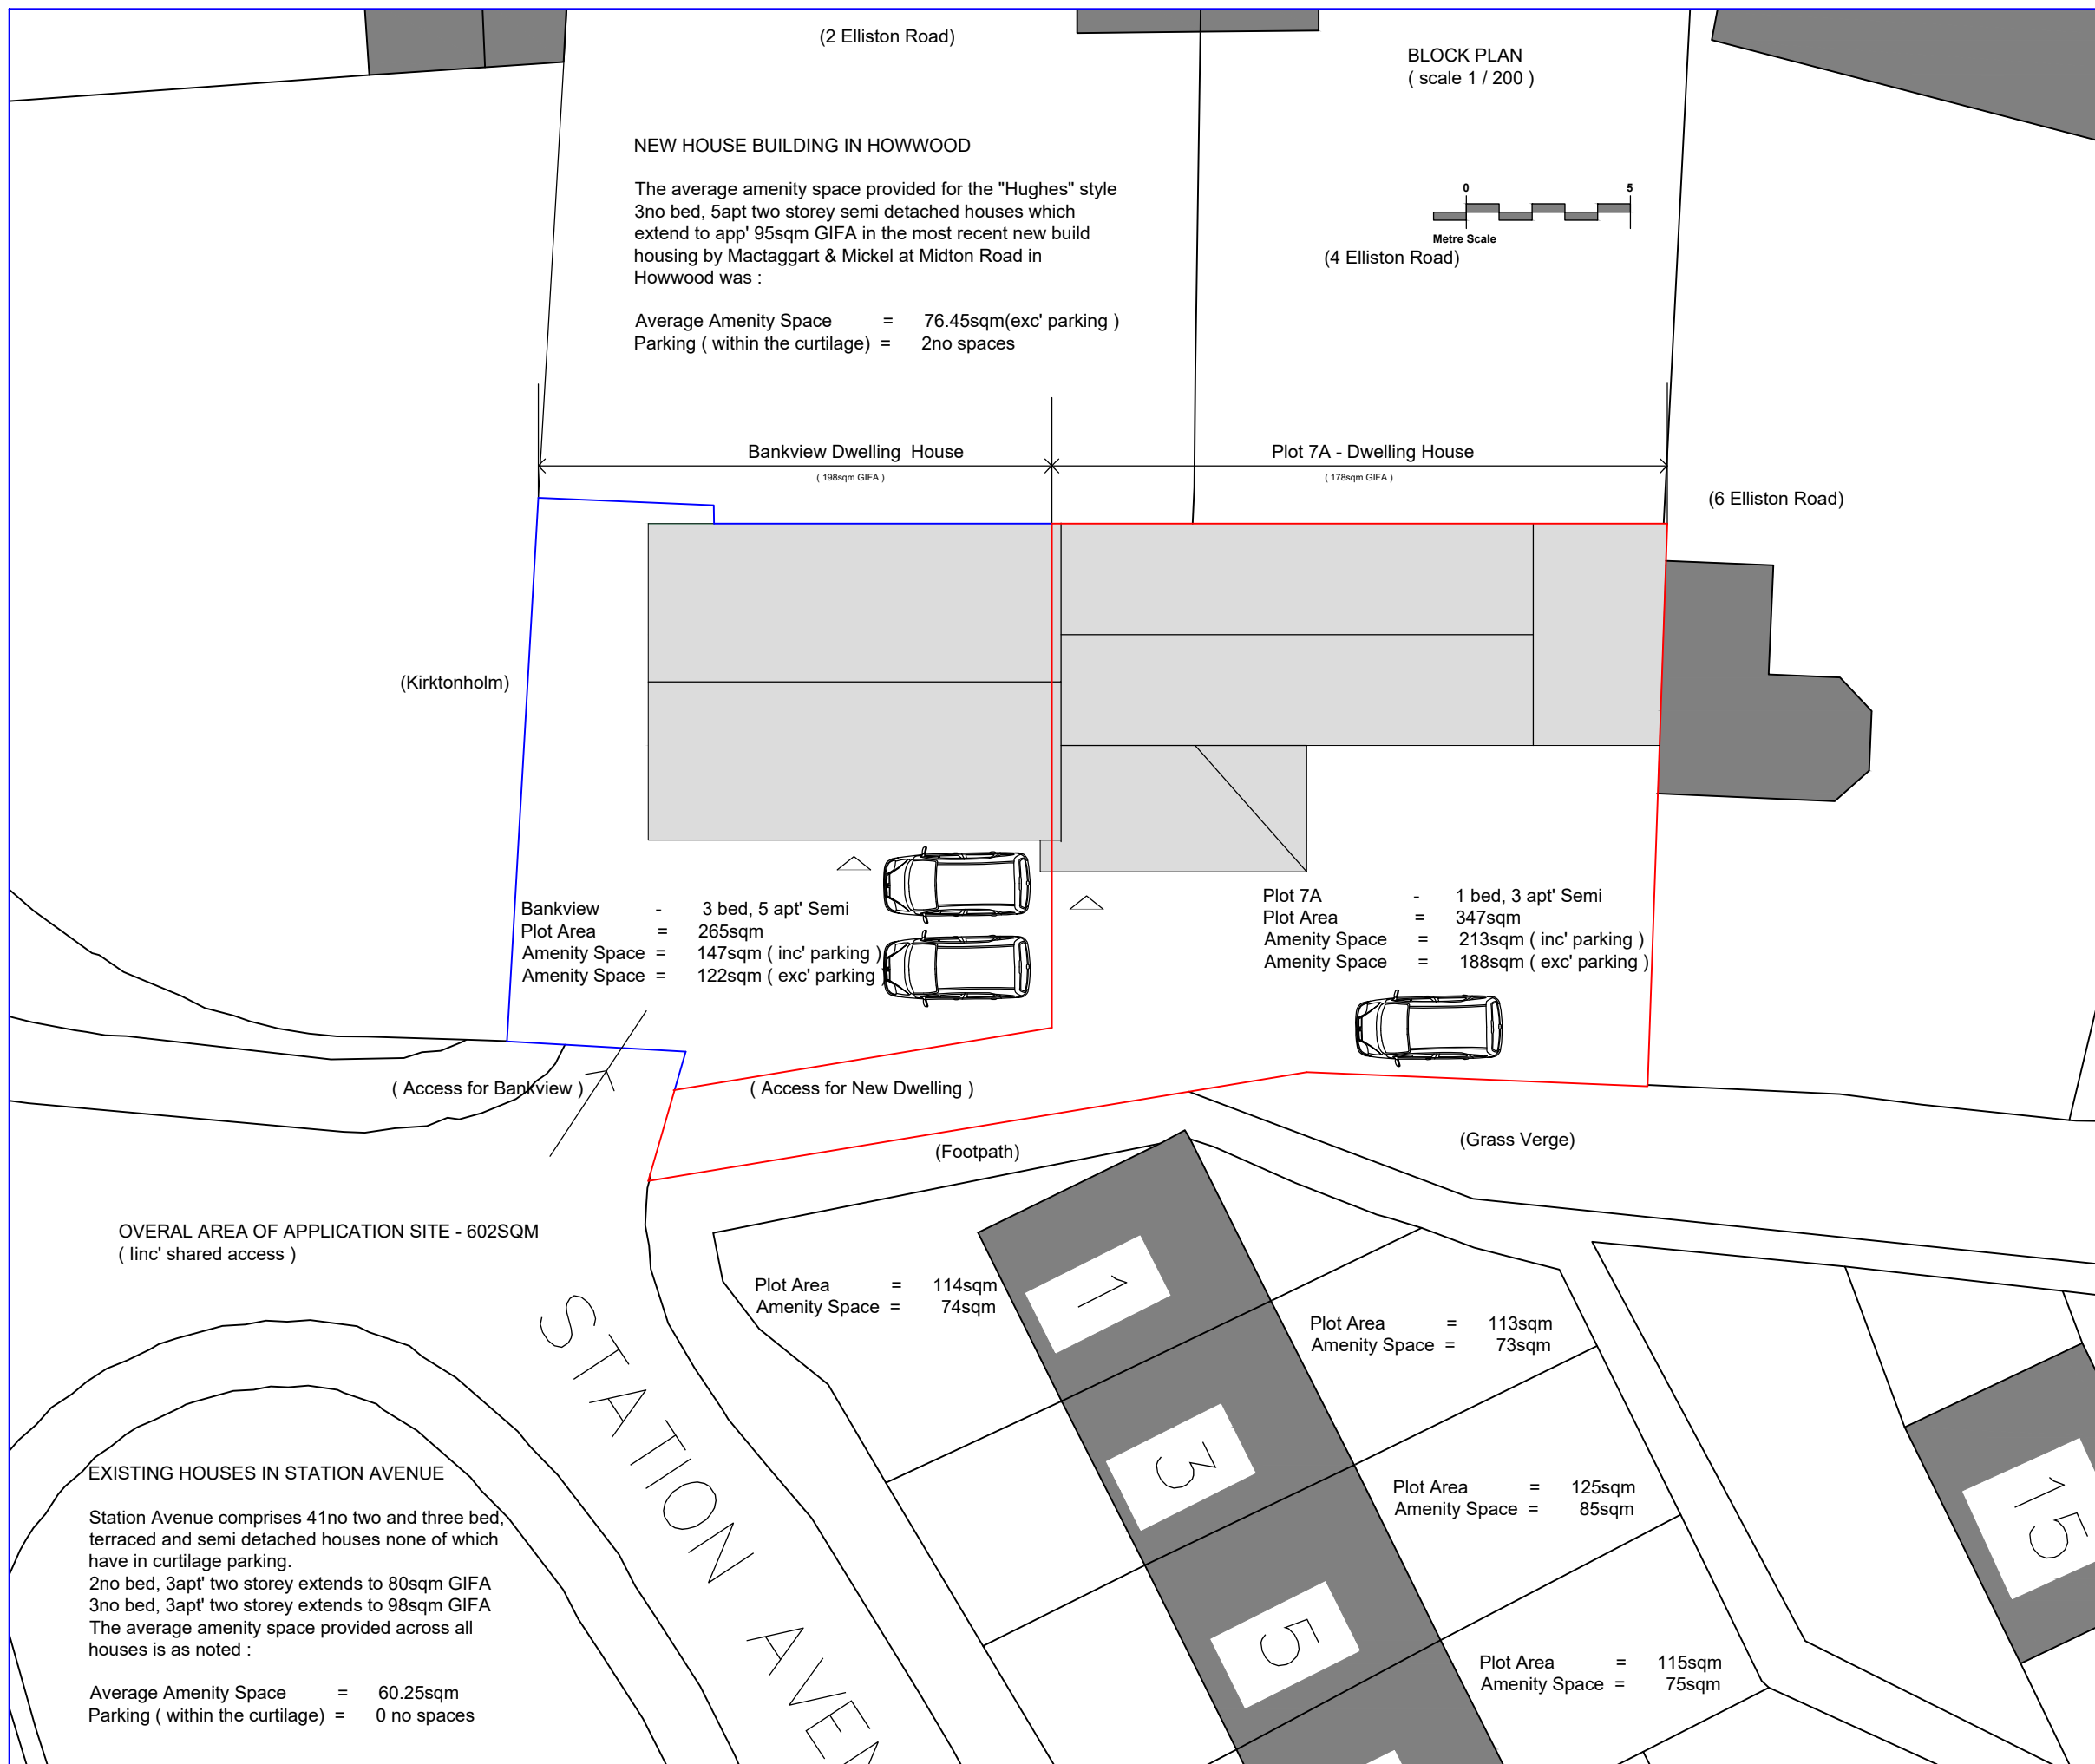 (2 Elliston Road)
BLOCK PLAN
( scale 1 / 200 )
NEW HOUSE BUILDING IN HOWWOOD
The average amenity space provided for the "Hughes" style
3no bed, 5apt two storey semi detached houses which
extend to app' 95sqm GIFA in the most recent new build
housing by Mactaggart & Mickel at Midton Road in
Howwood was :
Average Amenity Space = 76.45sqm(exc' parking )
Parking ( within the curtilage) = 2no spaces
0 5
Metre Scale
(4 Elliston Road)
Bankview Dwelling House
( 198sqm GIFA )
Plot 7A - Dwelling House
( 178sqm GIFA )
(6 Elliston Road)
(Kirktonholm)
Bankview - 3 bed, 5 apt' Semi
Plot Area = 265sqm
Amenity Space = 147sqm ( inc' parking )
Amenity Space = 122sqm ( exc' parking )
Plot 7A - 1 bed, 3 apt' Semi
Plot Area = 347sqm
Amenity Space = 213sqm ( inc' parking )
Amenity Space = 188sqm ( exc' parking )
( Access for Bankview )
( Access for New Dwelling )
(Footpath)
(Grass Verge)
OVERAL AREA OF APPLICATION SITE - 602SQM
( Iinc' shared access )
Plot Area = 114sqm
Amenity Space = 74sqm
1
Plot Area = 113sqm
Amenity Space = 73sqm
3
Plot Area = 125sqm
Amenity Space = 85sqm
15
5
Plot Area = 115sqm
Amenity Space = 75sqm
STATION AVEN
EXISTING HOUSES IN STATION AVENUE
Station Avenue comprises 41no two and three bed,
terraced and semi detached houses none of which
have in curtilage parking.
2no bed, 3apt' two storey extends to 80sqm GIFA
3no bed, 3apt' two storey extends to 98sqm GIFA
The average amenity space provided across all
houses is as noted :
Average Amenity Space = 60.25sqm
Parking ( within the curtilage) = 0 no spaces